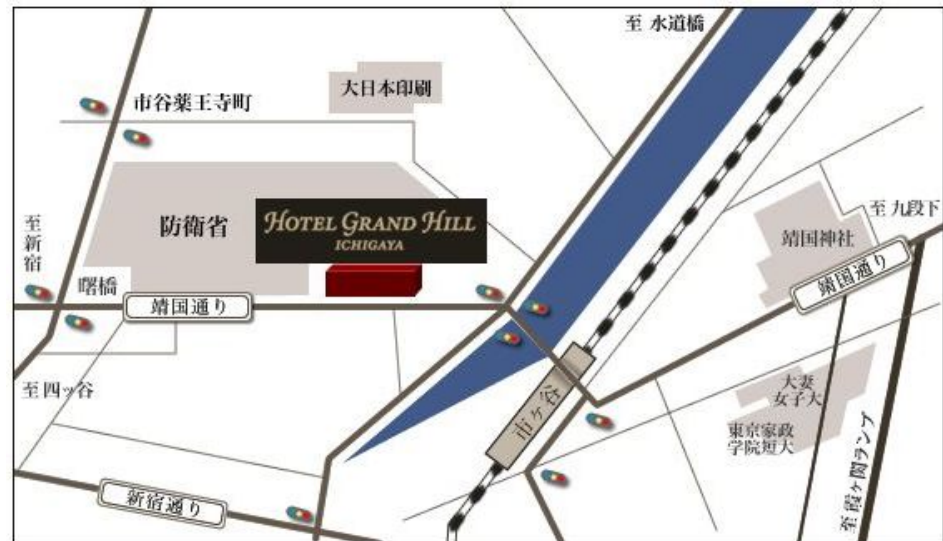 至 水道橋
大日本印刷
市谷薬王寺町
防衛省
HOTEL GRAND HILL
ICHIGAYA
至新宿
曙橋
靖国通り
至 九段下
靖国神社
靖国通り
至 四ッ谷
市ヶ谷
大妻
女子大
東京家政
学院短大
至 霞ヶ関ランプ
新宿通り